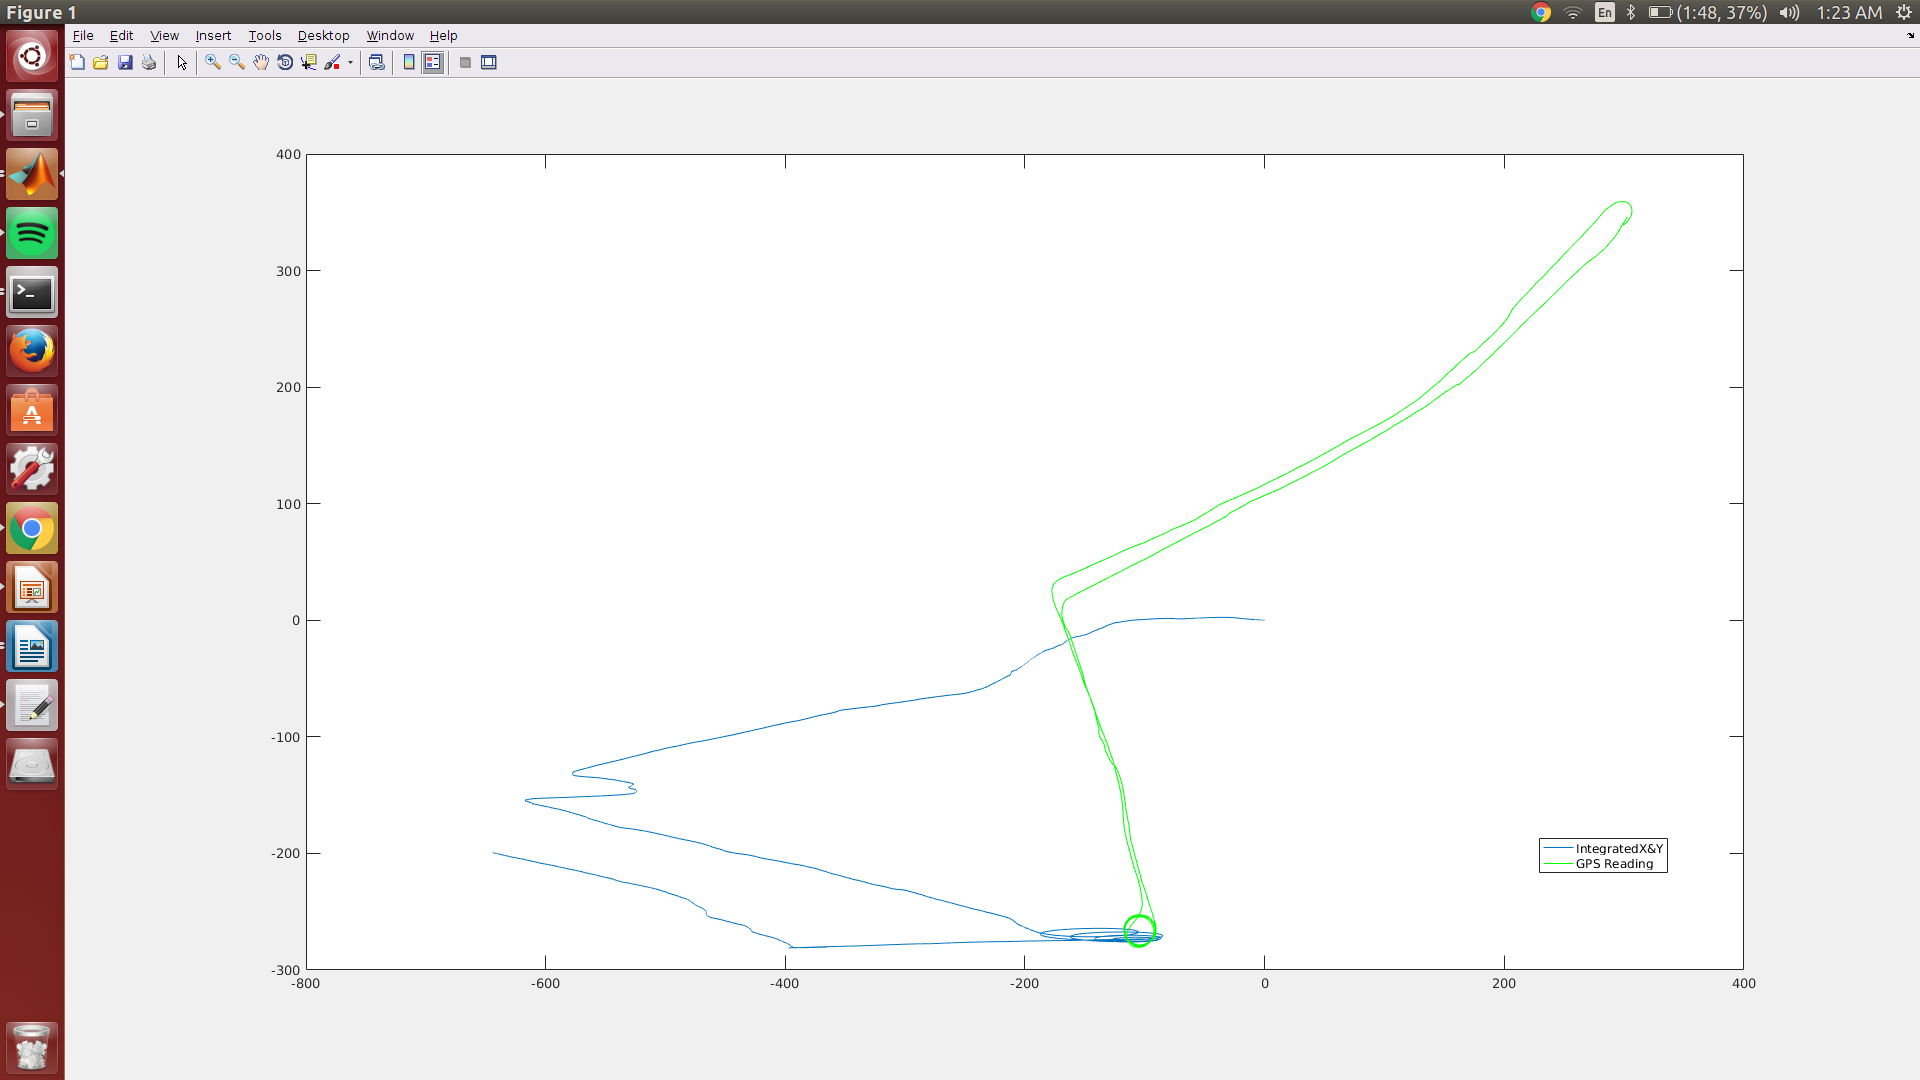 Figure 1
En (1:48, 37%) 1:23 AM
File Edit View Insert Tools Desktop Window Help
400
300
200
100
0
-100
-200
-300
-800 -600 -400 -200 0 200 400
IntegratedX&Y
GPS Reading